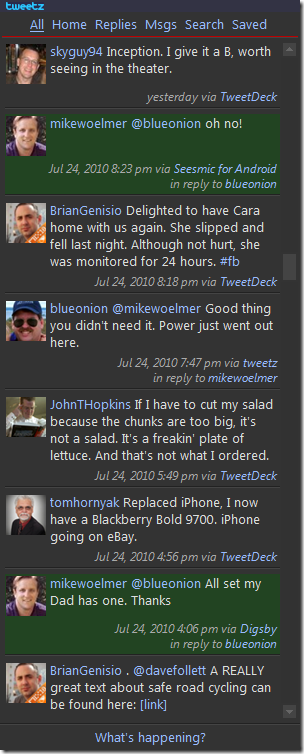 tweetz
All Home Replies Msgs Search Saved
skyguy94 Inception. I give it a B, worth
seeing in the theater.
yesterday via TweetDeck
mikewoelmer @blueonion oh no!
Jul 24, 2010 8:23 pm via Seesmic for Android
in reply to blueonion
BrianGenisio Delighted to have Cara
home with us again. She slipped and
fell last night. Although not hurt, she
was monitored for 24 hours. #fb
Jul 24, 2010 8:18 pm via TweetDeck
blueonion @mikewoelmer Good thing
you didn't need it. Power just went out
here.
Jul 24, 2010 7:47 pm via tweetz
in reply to mikewoelmer
JohnTHopkins If I have to cut my salad
because the chunks are too big, it's
not a salad. It's a freakin' plate of
lettuce. And that's not what I ordered.
Jul 24, 2010 5:49 pm via TweetDeck
tomhornyak Replaced iPhone, I now
have a Blackberry Bold 9700. iPhone
going on eBay.
Jul 24, 2010 4:56 pm via TweetDeck
mikewoelmer @blueonion All set my
Dad has one. Thanks
Jul 24, 2010 4:06 pm via Digsby
in reply to blueonion
BrianGenisio . @davefollett A REALLY
great text about safe road cycling can
be found here: [link]
What's happening?